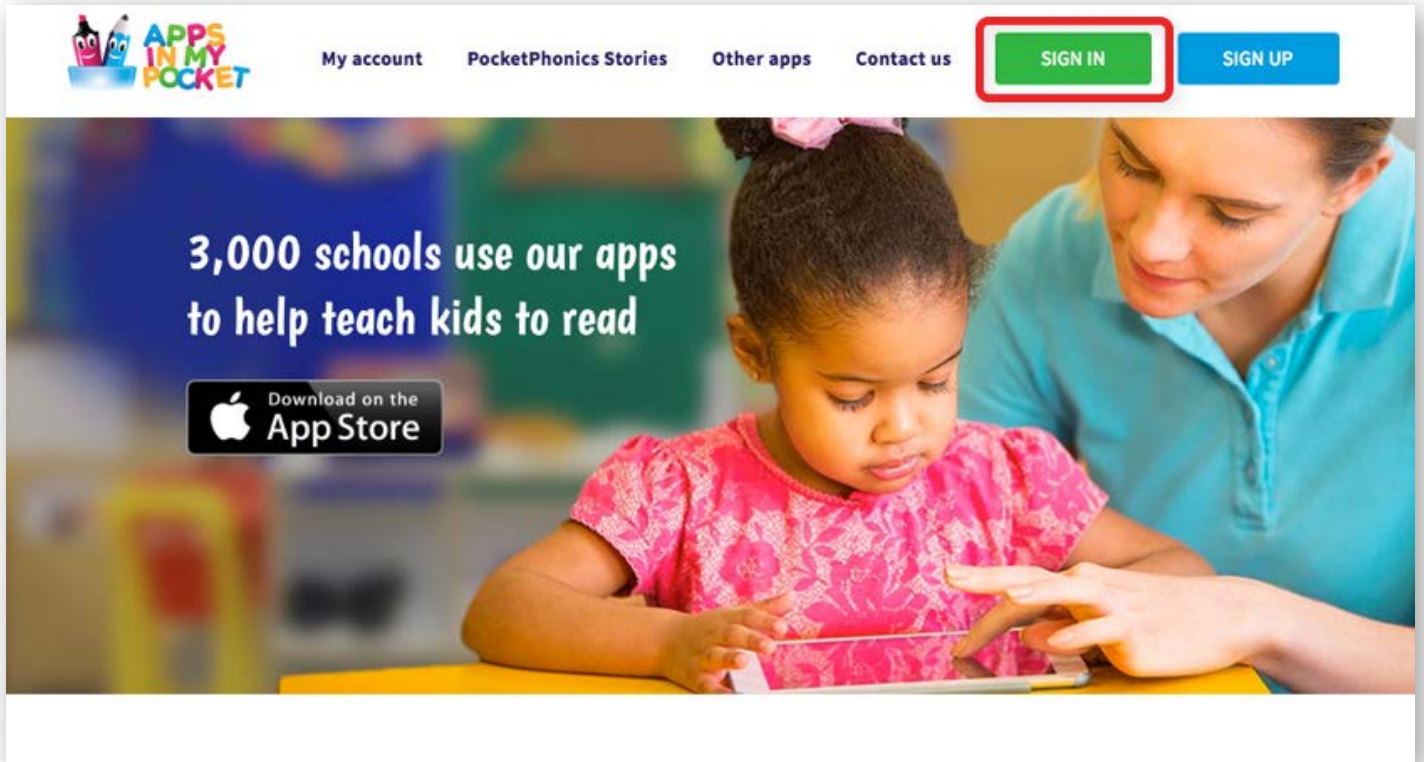 APPS
IN MY
POCKET
My account
PocketPhonics Stories
Other apps
Contact us
SIGN IN
SIGN UP
3,000 schools use our apps
to help teach kids to read
Download on the
App Store